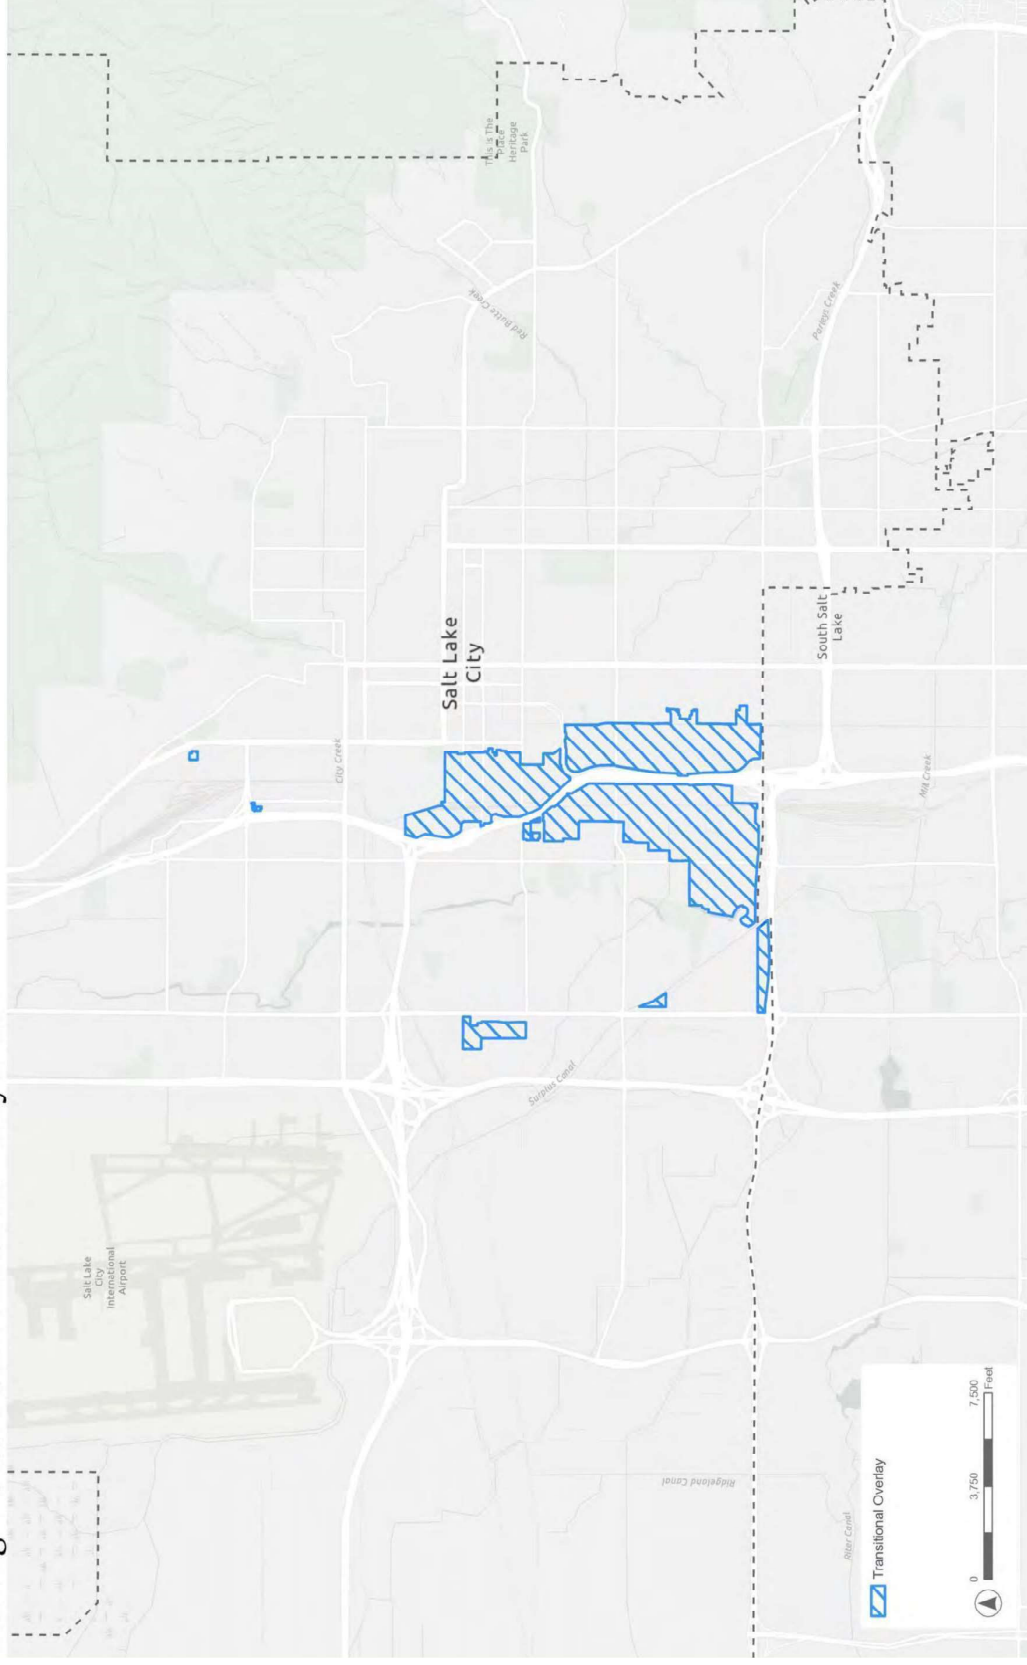 This is The
Place
Heritage
Park
Red Butte Creek
Parleys Creek
Salt Lake
City
South Salt
Lake
City Creek
Mill Creek
Surplus Canal
Salt Lake
City
International
Airport
Ridgeland Canal
Riter Canal
Transitional Overlay
0 3,750 7,500
Feet